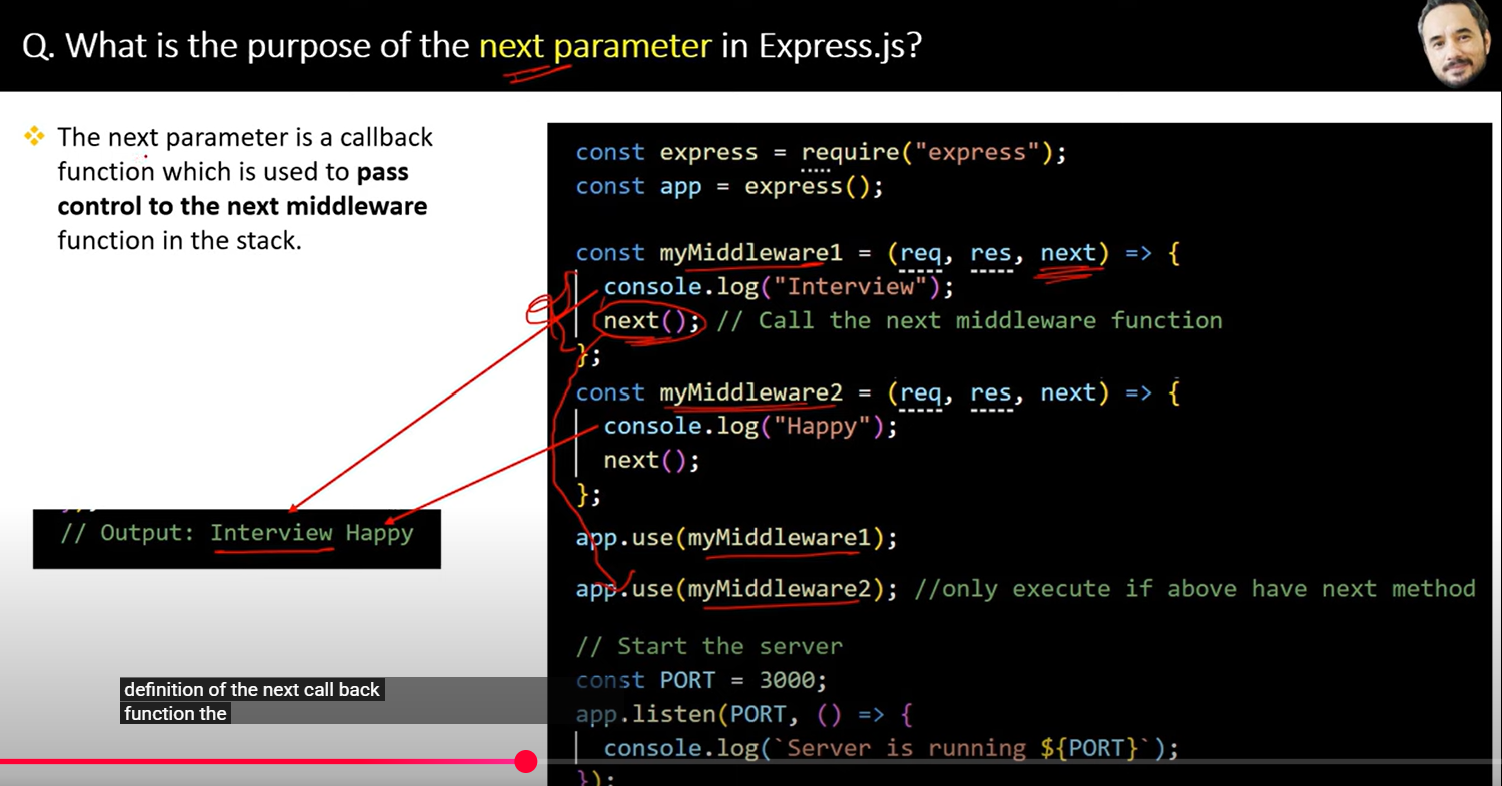 Q. What is the purpose of the next parameter in Express.js?
❖ The next parameter is a callback
function which is used to pass
control to the next middleware
function in the stack.
// Output: Interview Happy
const express = require("express");
const app = express();
const myMiddleware1 = (req, res, next) => {
console.log("Interview");
next(); // Call the next middleware function
};
const myMiddleware2 = (req, res, next) => {
console.log("Happy");
next();
};
app.use(myMiddleware1);
app.use(myMiddleware2); //only execute if above have next method
// Start the server
const PORT = 3000;
app.listen(PORT, () => {
console.log(`Server is running ${PORT}`);
});
definition of the next call back
function the